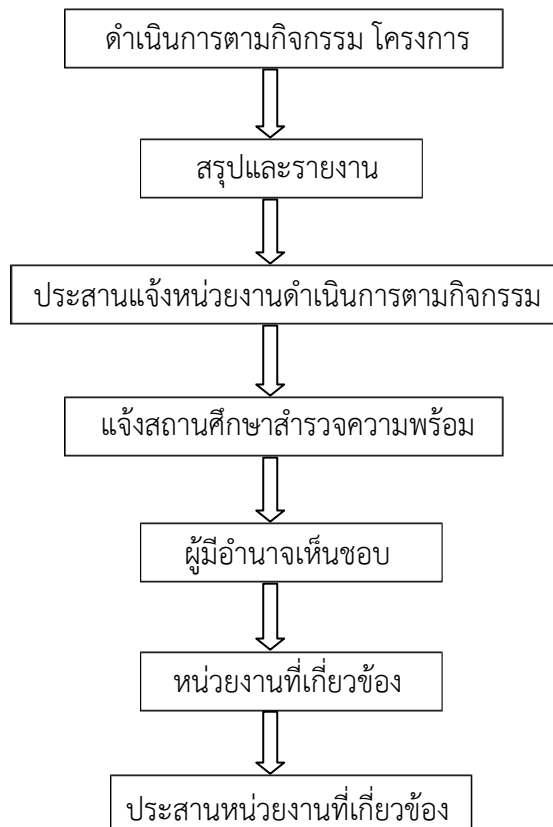 ดำเนินการตามกิจกรรม โครงการ
สรุปและรายงาน
ประสานแจ้งหน่วยงานดำเนินการตามกิจกรรม
แจ้งสถานศึกษาสำรวจความพร้อม
ผู้มีอำนาจเห็นชอบ
หน่วยงานที่เกี่ยวข้อง
ประสานหน่วยงานที่เกี่ยวข้อง